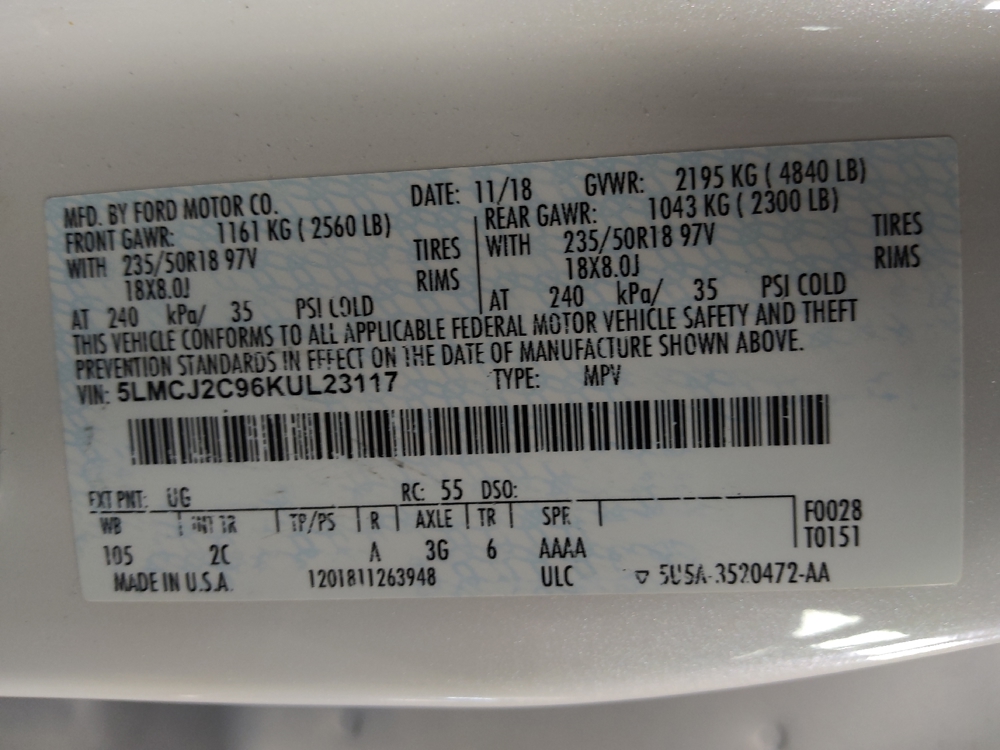 MFD. BY FORD MOTOR CO. DATE: 11/18 GVWR: 2195 KG ( 4840 LB)
FRONT GAWR: 1161 KG ( 2560 LB) REAR GAWR: 1043 KG ( 2300 LB)
WITH 235/50R18 97V TIRES WITH 235/50R18 97V TIRES
18X8.0J RIMS 18X8.0J RIMS
AT 240 kPa/ 35 PSI COLD AT 240 kPa/ 35 PSI COLD
THIS VEHICLE CONFORMS TO ALL APPLICABLE FEDERAL MOTOR VEHICLE SAFETY AND THEFT
PREVENTION STANDARDS IN EFFECT ON THE DATE OF MANUFACTURE SHOWN ABOVE.
VIN: 5LMCJ2C96KUL23117 TYPE: MPV
EXT PNT: UG RC: 55 DSO:
WB INT TR TP/PS R AXLE TR SPR F0028
105 2C A 3G 6 AAAA T0151
MADE IN U.S.A. 1201811263948 ULC ▽ 5U5A-3520472-AA